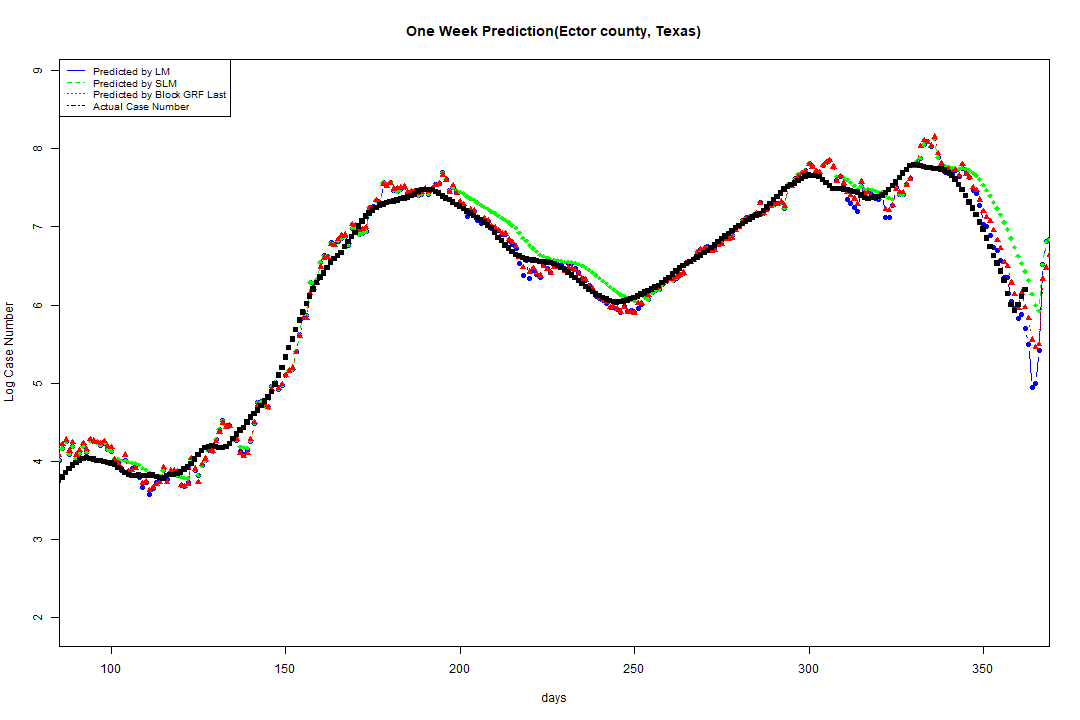 One Week Prediction(Ector county, Texas)
Predicted by LM
Predicted by SLM
Predicted by Block GRF Last
Actual Case Number
9
8
7
6
5
4
3
2
Log Case Number
100 150 200 250 300 350
days